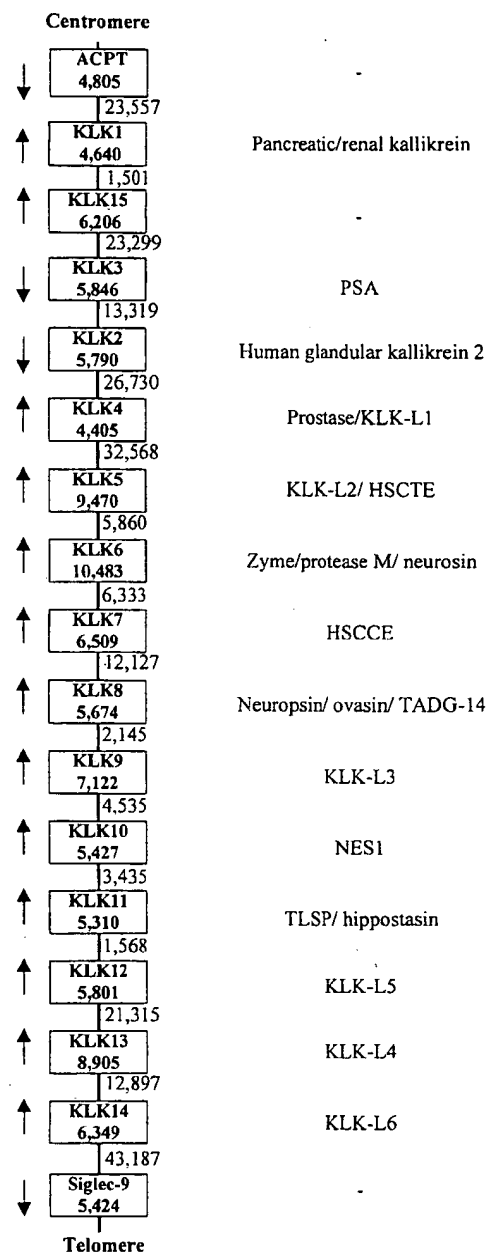 Centromere
ACPT
4,805
-
23,557
KLK1
4,640
Pancreatic/renal kallikrein
1,501
KLK15
6,206
-
23,299
KLK3
5,846
PSA
13,319
KLK2
5,790
Human glandular kallikrein 2
26,730
KLK4
4,405
Prostase/KLK-L1
32,568
KLK5
9,470
KLK-L2/ HSCTE
5,860
KLK6
10,483
Zyme/protease M/ neurosin
6,333
KLK7
6,509
HSCCE
12,127
KLK8
5,674
Neuropsin/ ovasin/ TADG-14
2,145
KLK9
7,122
KLK-L3
4,535
KLK10
5,427
NES1
3,435
KLK11
5,310
TLSP/ hippostasin
1,568
KLK12
5,801
KLK-L5
21,315
KLK13
8,905
KLK-L4
12,897
KLK14
6,349
KLK-L6
43,187
Siglec-9
5,424
-
Telomere